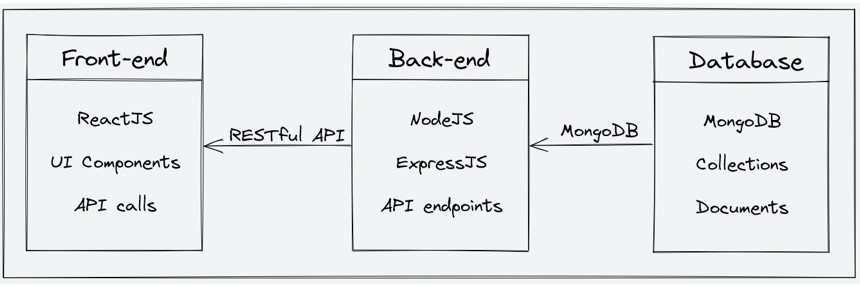 Front-end
ReactJS
UI Components
API calls
RESTful API
Back-end
NodeJS
ExpressJS
API endpoints
MongoDB
Database
MongoDB
Collections
Documents